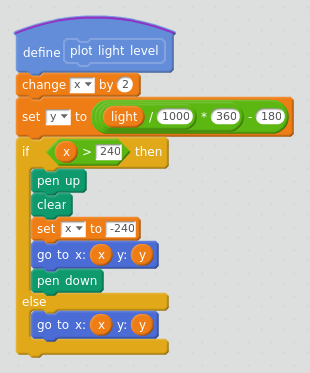 define plot light level
change x by 2
set y to light / 1000 * 360 - 180
if x > 240 then
pen up
clear
set x to -240
go to x: x y: y
pen down
else
go to x: x y: y